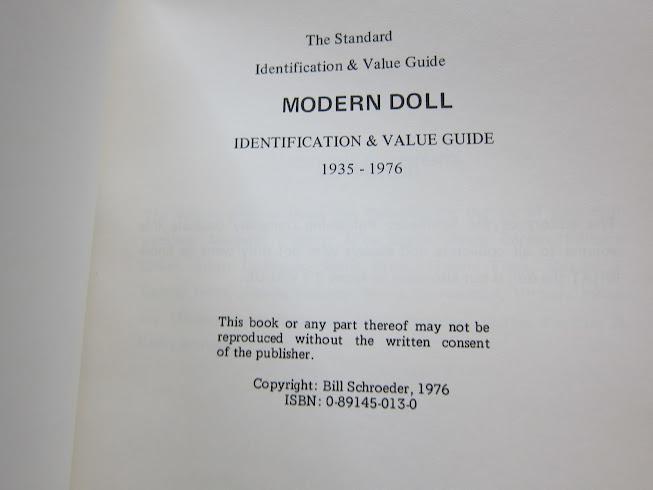 The Standard
Identification & Value Guide
MODERN DOLL
IDENTIFICATION & VALUE GUIDE
1935 - 1976
This book or any part thereof may not be
reproduced without the written consent
of the publisher.
Copyright: Bill Schroeder, 1976
ISBN: 0-89145-013-0